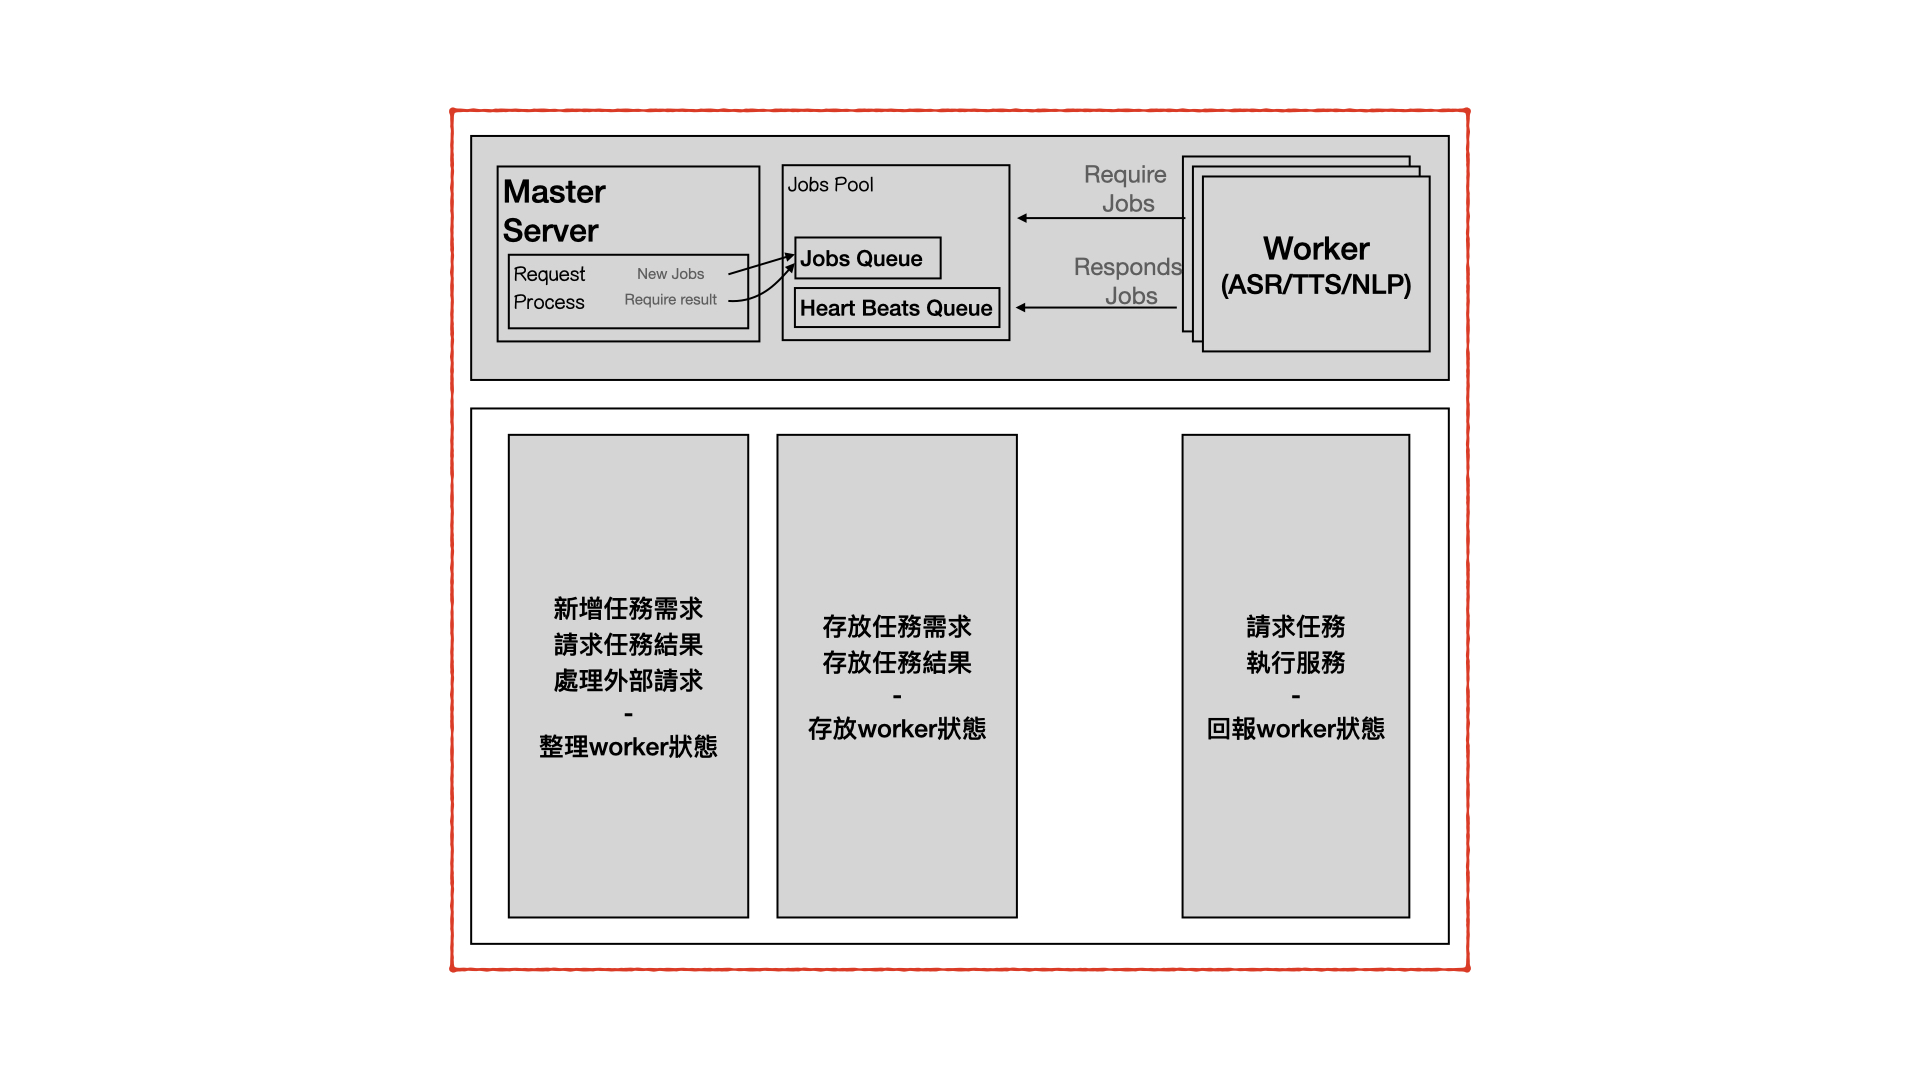 Master
Server
Request
Process
New Jobs
Require result
Jobs Pool
Jobs Queue
Heart Beats Queue
Require
Jobs
Responds
Jobs
Worker
(ASR/TTS/NLP)
新增任務需求
請求任務結果
處理外部請求
-
整理worker狀態
存放任務需求
存放任務結果
-
存放worker狀態
請求任務
執行服務
-
回報worker狀態